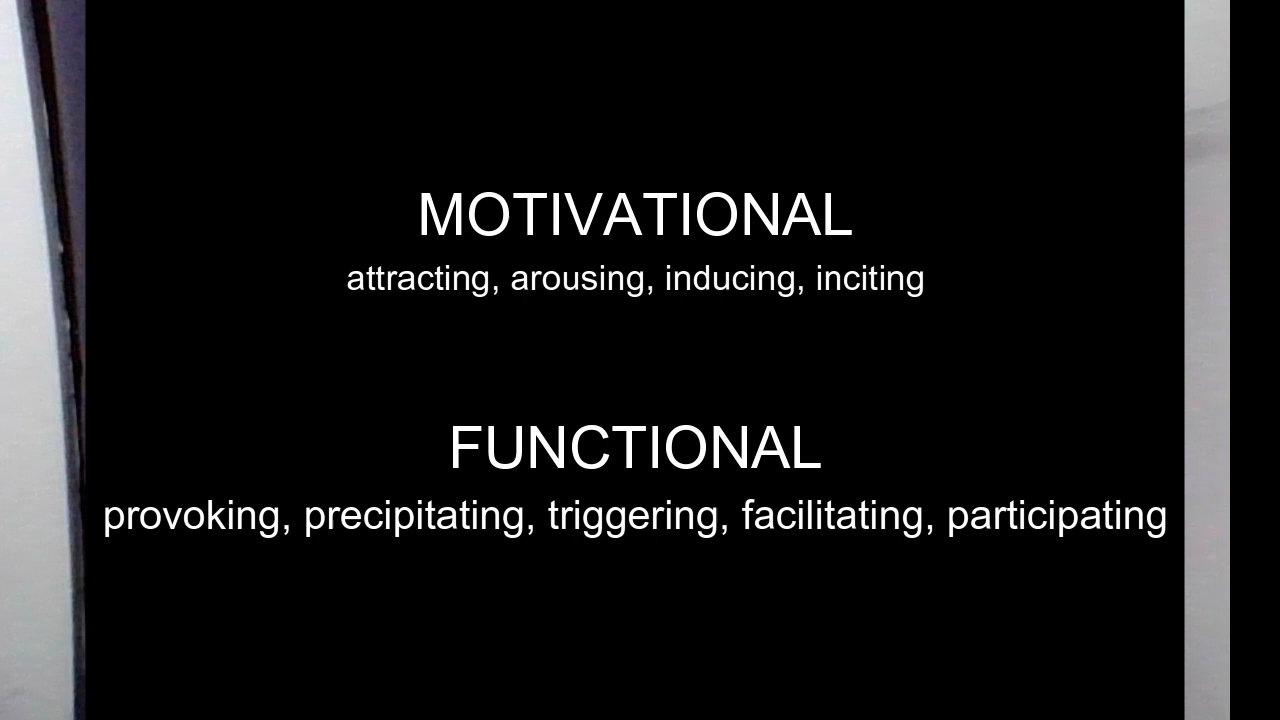 MOTIVATIONAL
attracting, arousing, inducing, inciting
FUNCTIONAL
provoking, precipitating, triggering, facilitating, participating